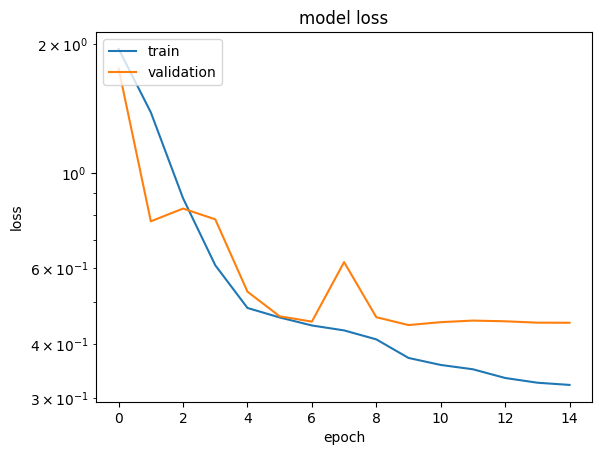 model loss
train
validation
2 × 10⁰
10⁰
6 × 10⁻¹
4 × 10⁻¹
3 × 10⁻¹
loss
0 2 4 6 8 10 12 14
epoch